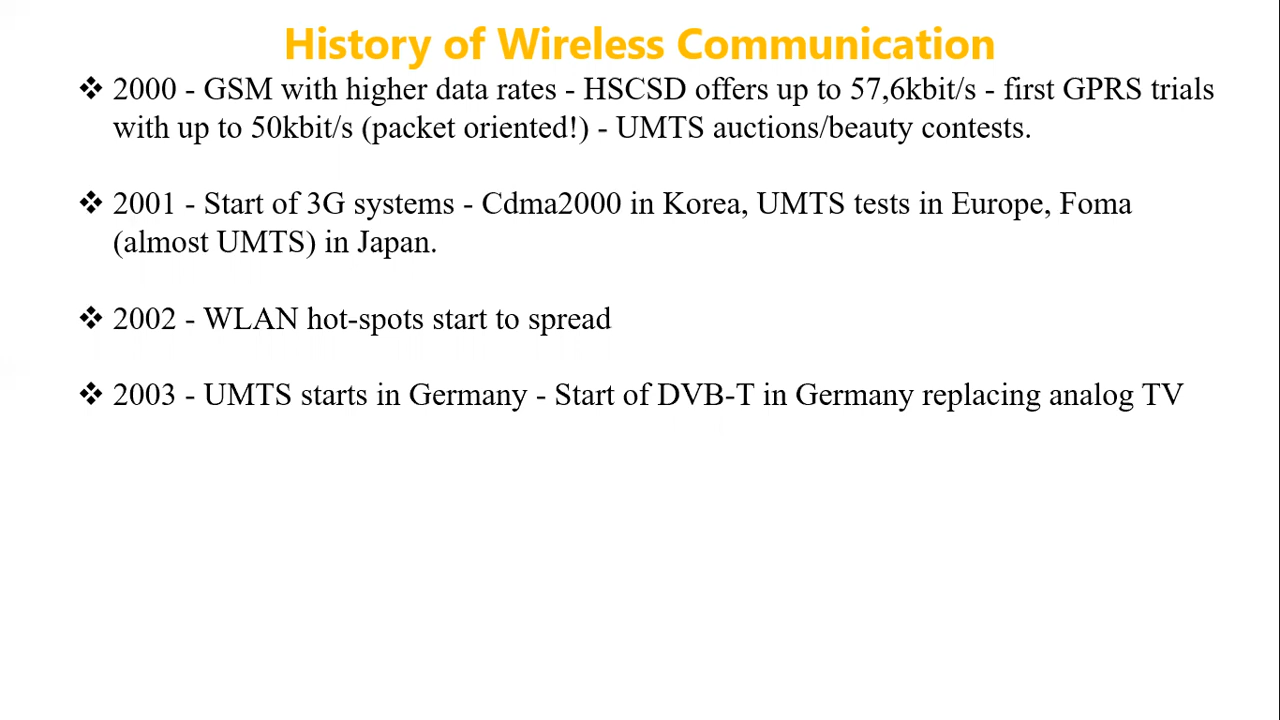 History of Wireless Communication
❖ 2000 - GSM with higher data rates - HSCSD offers up to 57,6kbit/s - first GPRS trials
with up to 50kbit/s (packet oriented!) - UMTS auctions/beauty contests.
❖ 2001 - Start of 3G systems - Cdma2000 in Korea, UMTS tests in Europe, Foma
(almost UMTS) in Japan.
❖ 2002 - WLAN hot-spots start to spread
❖ 2003 - UMTS starts in Germany - Start of DVB-T in Germany replacing analog TV